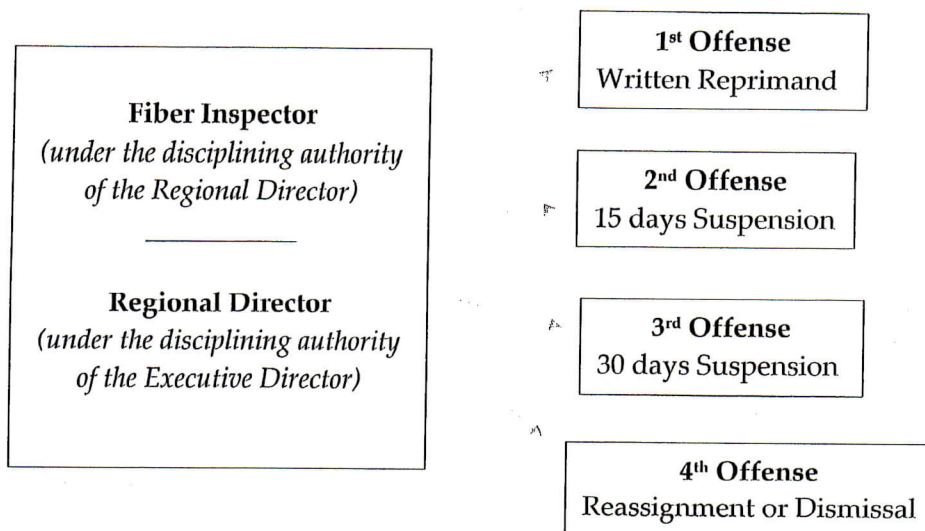 Fiber Inspector
(under the disciplining authority
of the Regional Director)
Regional Director
(under the disciplining authority
of the Executive Director)
1st Offense
Written Reprimand
2nd Offense
15 days Suspension
3rd Offense
30 days Suspension
4th Offense
Reassignment or Dismissal